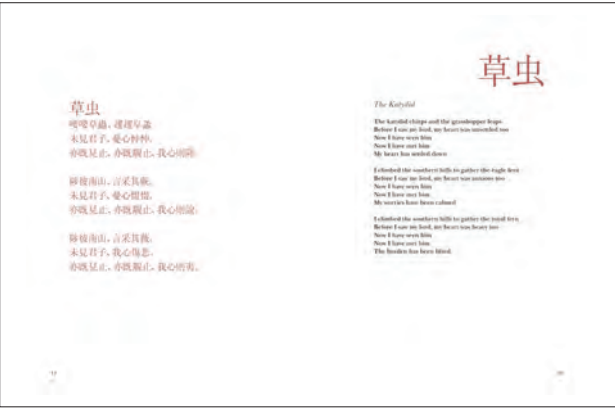 草虫
喓喓草蟲，趯趯阜螽
未見君子，憂心忡忡。
亦既見止，亦既覯止，我心則降。
陟彼南山，言采其蕨。
未見君子，憂心惙惙。
亦既見止，亦既覯止，我心則說。
陟彼南山，言采其薇。
未見君子，我心傷悲。
亦既見止，亦既覯止，我心則夷。
草虫
The Katydid
The katydid chirps and the grasshopper leaps
Before I saw my lord, my heart was unsettled too
Now I have seen him
Now I have met him
My heart has settled down
I climbed the southern hills to gather the eagle fern
Before I saw my lord, my heart was anxious too
Now I have seen him
Now I have met him
My worries have been calmed
I climbed the southern hills to gather the royal fern
Before I saw my lord, my heart was heavy too
Now I have seen him
Now I have met him
The burden has been lifted